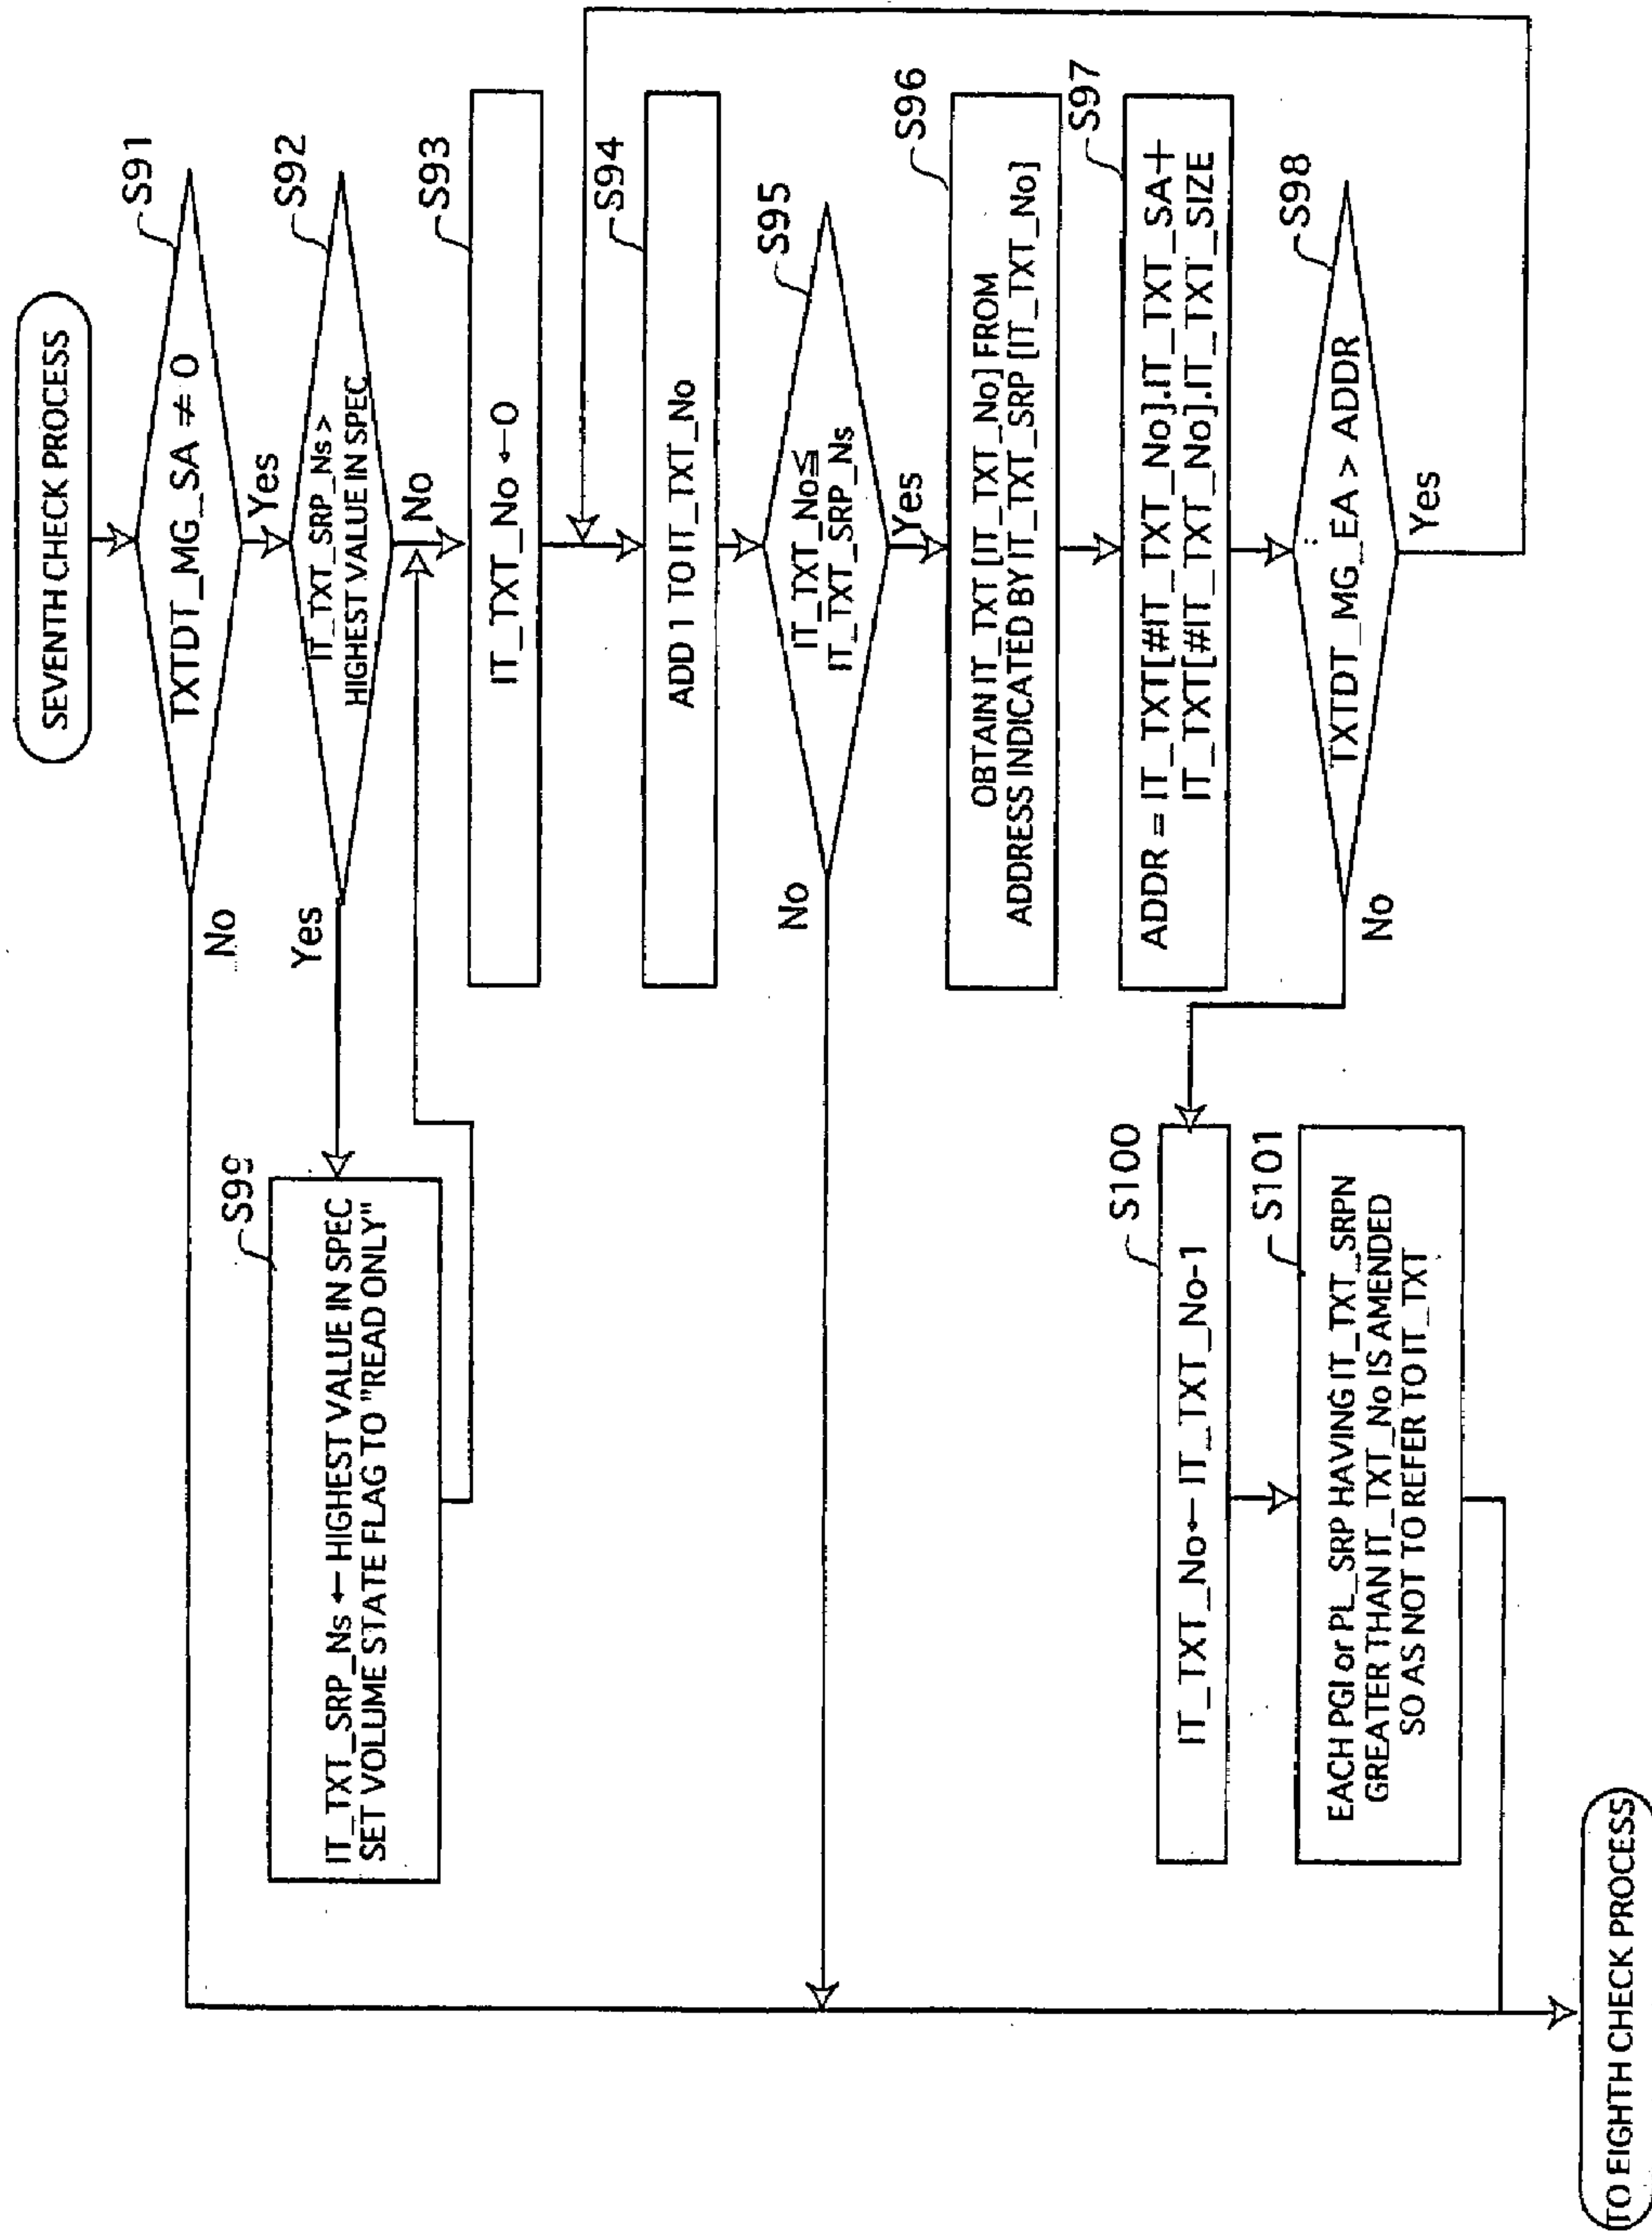 SEVENTH CHECK PROCESS
S91
TXTDT_MG_SA ≠ 0
Yes
No
S92
IT_TXT_SRP_Ns >
HIGHEST VALUE IN SPEC
Yes
No
S99
IT_TXT_SRP_Ns ← HIGHEST VALUE IN SPEC
SET VOLUME STATE FLAG TO "READ ONLY"
S93
IT_TXT_No ← 0
S94
ADD 1 TO IT_TXT_No
S95
IT_TXT_No ≦
IT_TXT_SRP_Ns
No
Yes
S96
OBTAIN IT_TXT [IT_TXT_No] FROM
ADDRESS INDICATED BY IT_TXT_SRP [IT_TXT_No]
S97
ADDR = IT_TXT[#IT_TXT_No].IT_TXT_SA+
IT_TXT[#IT_TXT_No].IT_TXT_SIZE
S98
TXTDT_MG_EA > ADDR
Yes
No
S100
IT_TXT_No ← IT_TXT_No-1
S101
EACH PGI or PL_SRP HAVING IT_TXT_SRPN
GREATER THAN IT_TXT_No IS AMENDED
SO AS NOT TO REFER TO IT_TXT
TO EIGHTH CHECK PROCESS